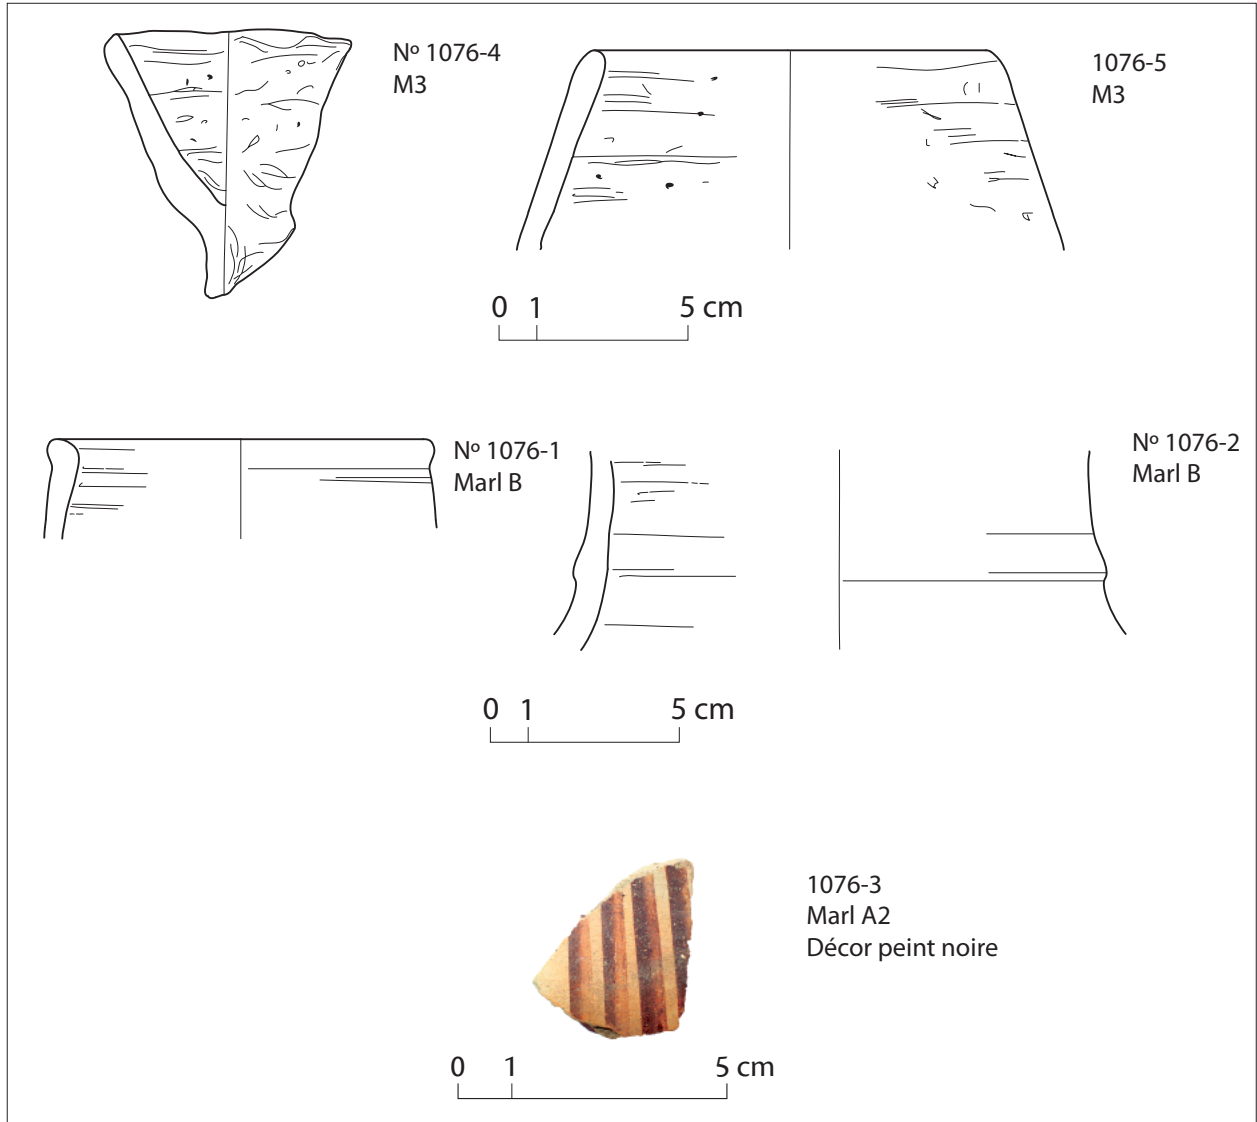 Nº 1076-4
M3
1076-5
M3
0 1 5 cm
Nº 1076-1
Marl B
Nº 1076-2
Marl B
0 1 5 cm
1076-3
Marl A2
Décor peint noire
0 1 5 cm